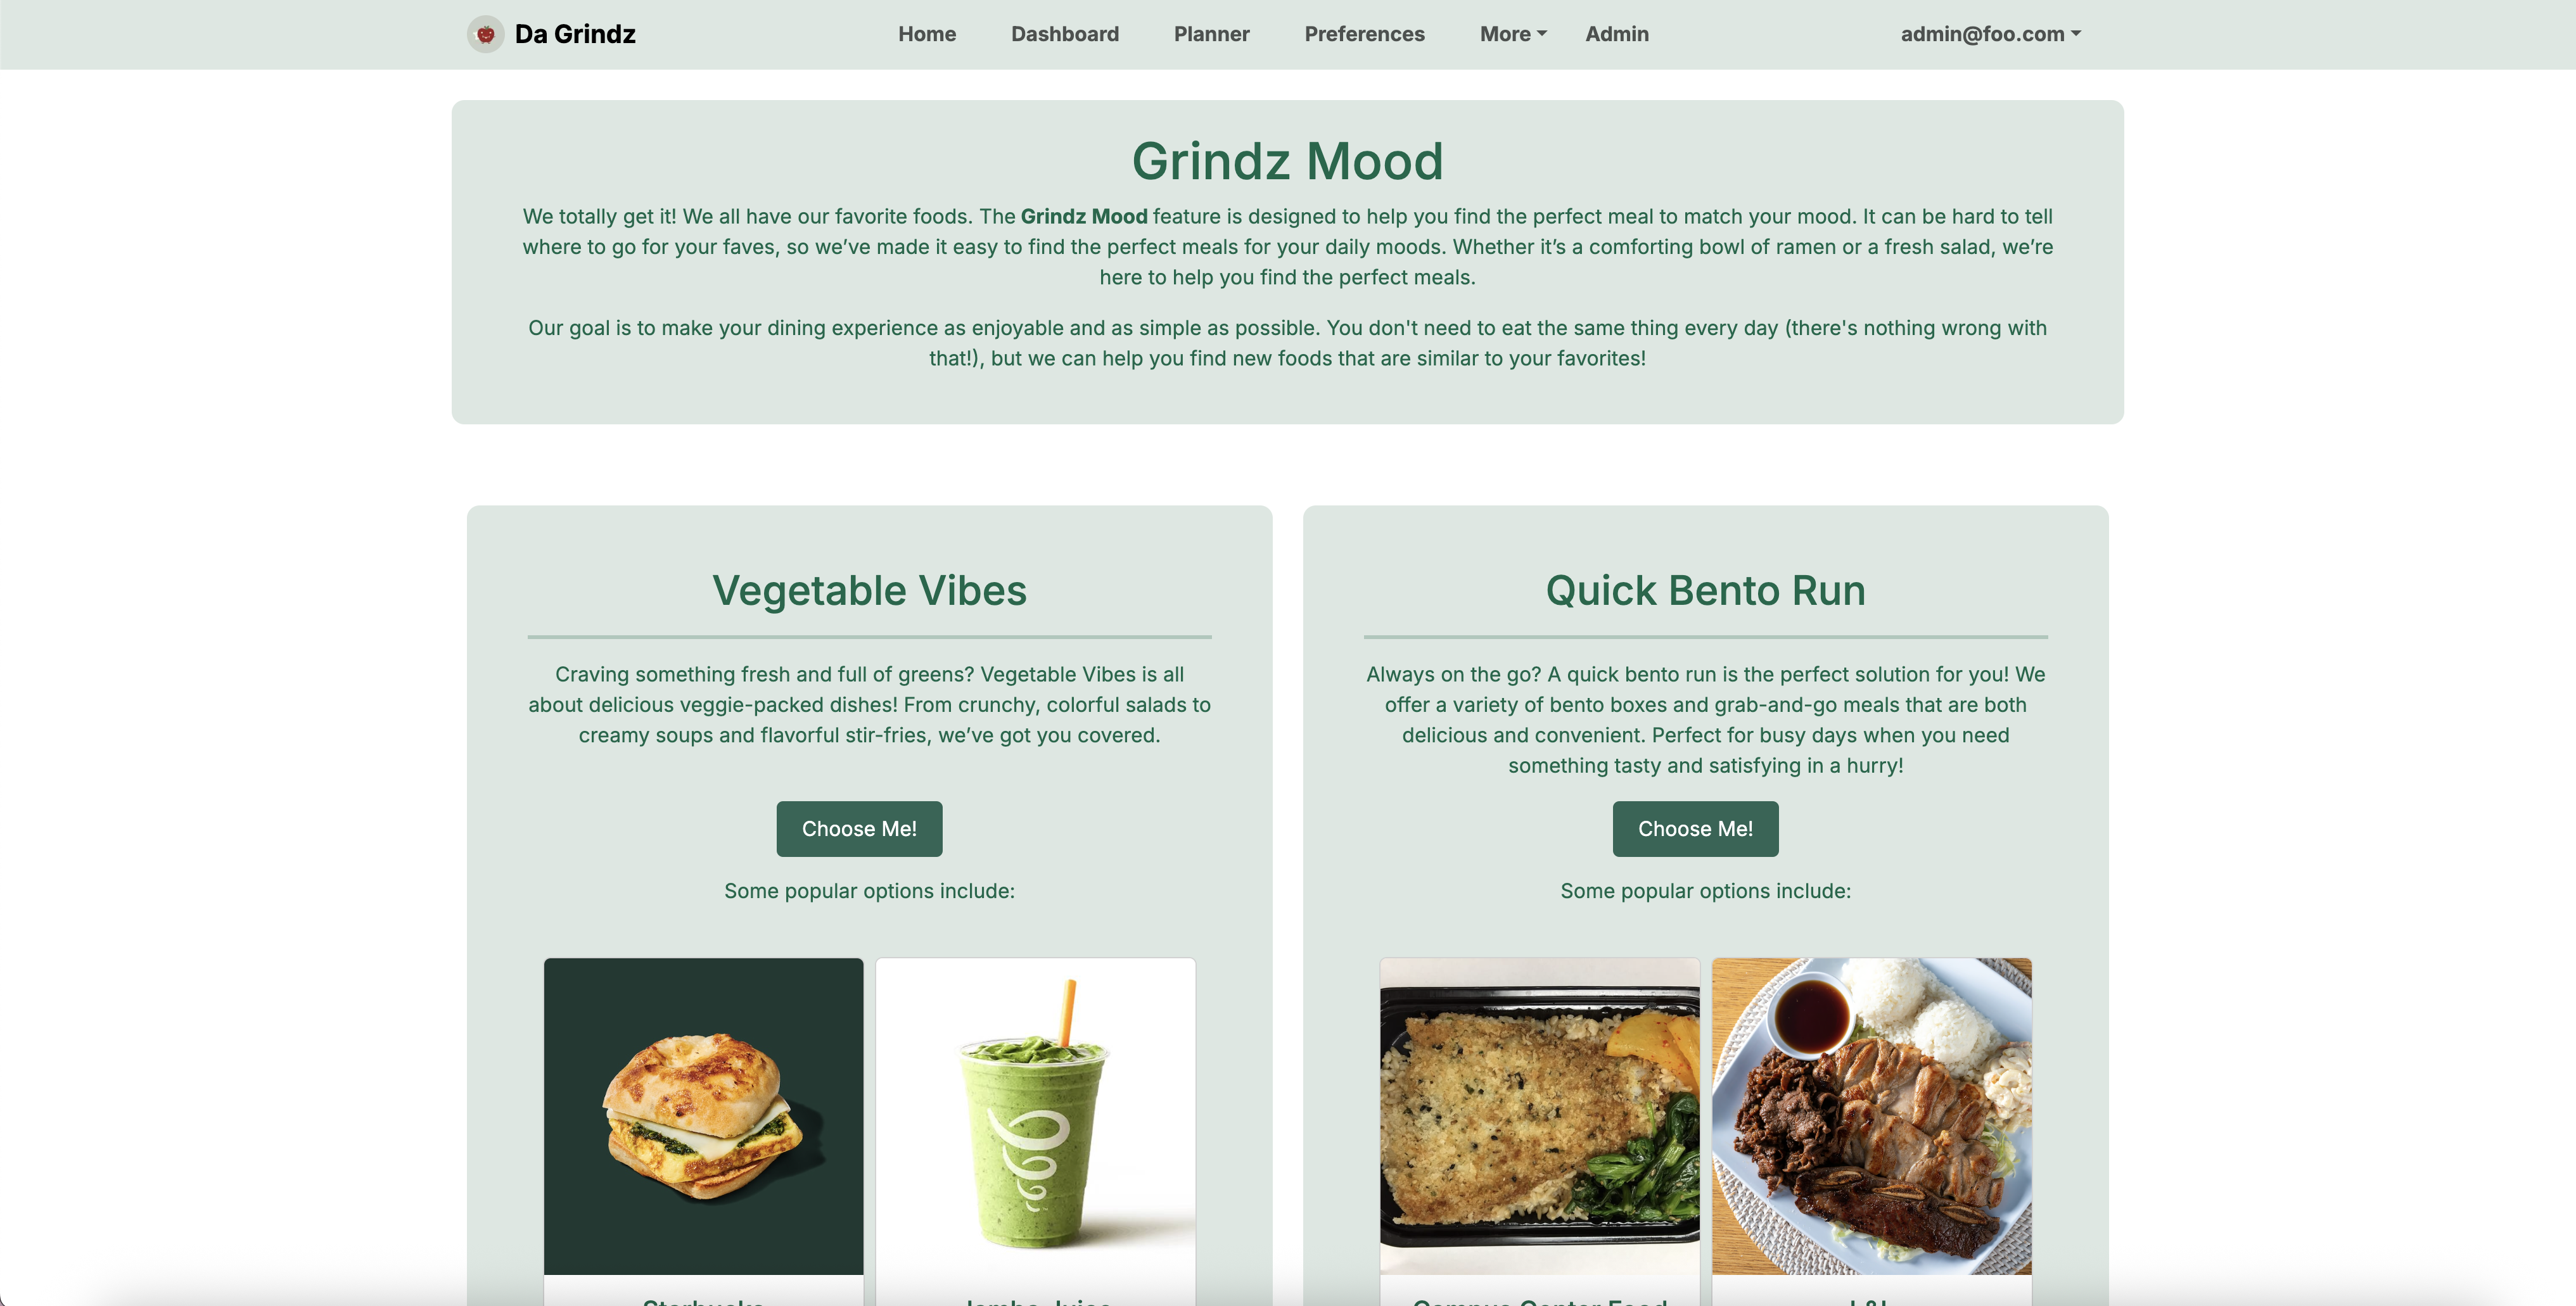 Da Grindz
Home
Dashboard
Planner
Preferences
More
Admin
admin@foo.com
Grindz Mood
We totally get it! We all have our favorite foods. The Grindz Mood feature is designed to help you find the perfect meal to match your mood. It can be hard to tell
where to go for your faves, so we’ve made it easy to find the perfect meals for your daily moods. Whether it’s a comforting bowl of ramen or a fresh salad, we’re
here to help you find the perfect meals.
Our goal is to make your dining experience as enjoyable and as simple as possible. You don't need to eat the same thing every day (there's nothing wrong with
that!), but we can help you find new foods that are similar to your favorites!
Vegetable Vibes
Craving something fresh and full of greens? Vegetable Vibes is all
about delicious veggie-packed dishes! From crunchy, colorful salads to
creamy soups and flavorful stir-fries, we’ve got you covered.
Choose Me!
Some popular options include:
Starbucks
Jamba Juice
Quick Bento Run
Always on the go? A quick bento run is the perfect solution for you! We
offer a variety of bento boxes and grab-and-go meals that are both
delicious and convenient. Perfect for busy days when you need
something tasty and satisfying in a hurry!
Choose Me!
Some popular options include:
Campus Center Food
L&L